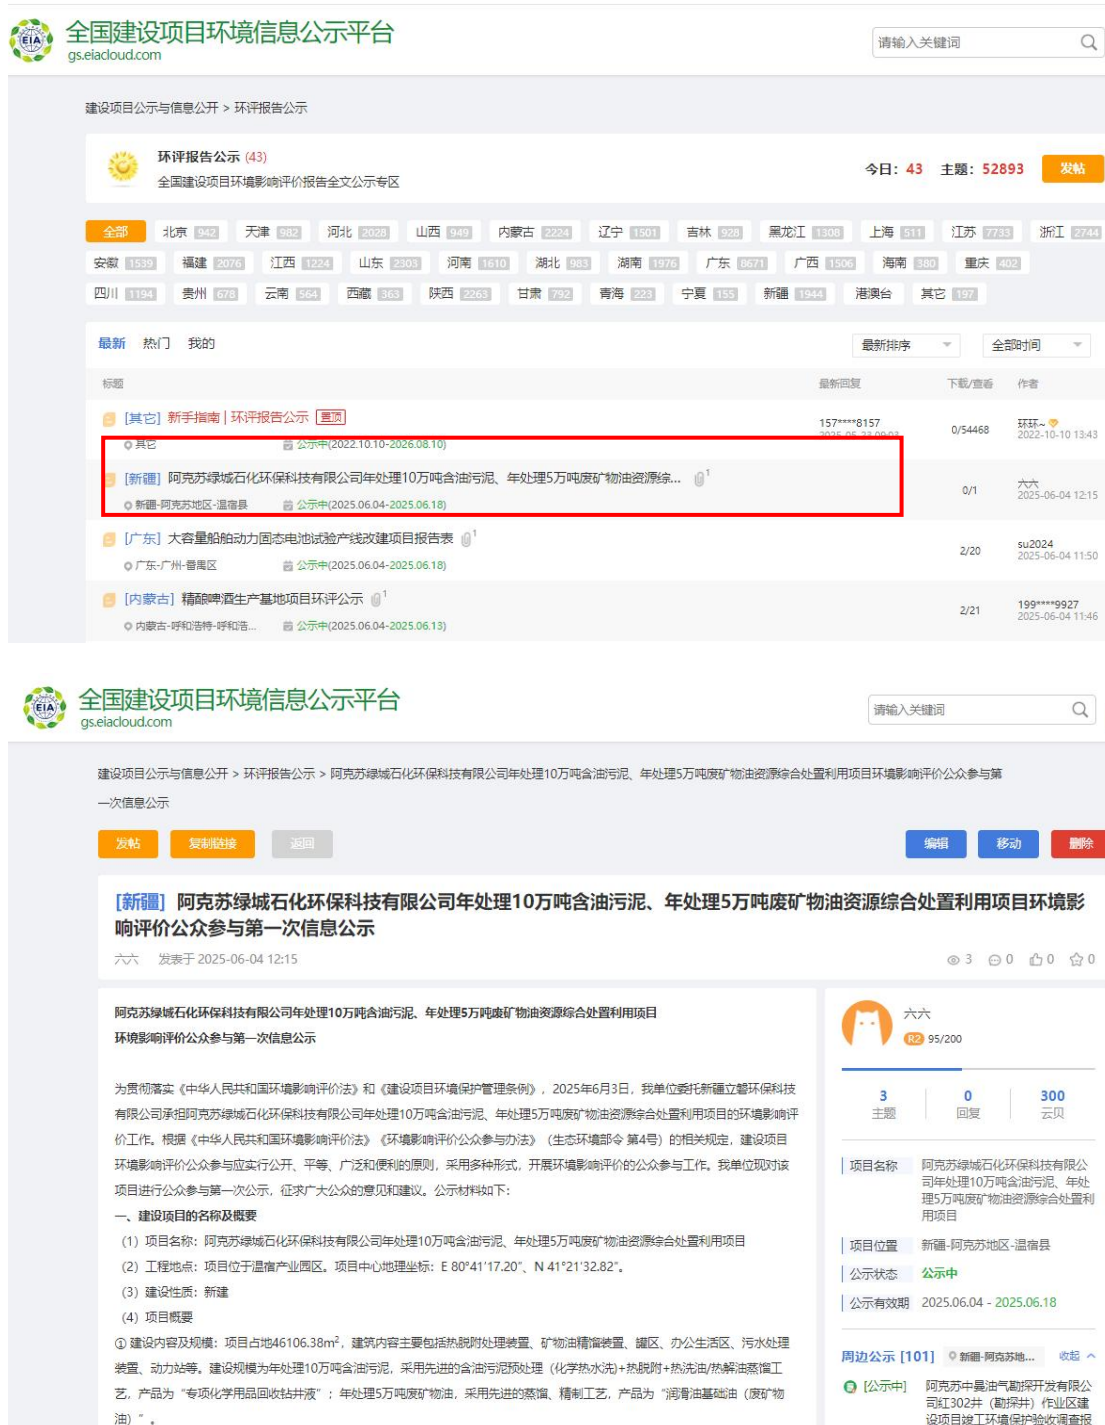 全国建设项目环境信息公示平台
gs.eiacloud.com
请输入关键词
建设项目公示与信息公开 > 环评报告公示
环评报告公示 (43)
全国建设项目环境影响评价报告全文公示专区
今日：43 主题：52893 发帖
全部 北京 942 天津 982 河北 2028 山西 949 内蒙古 2224 辽宁 1501 吉林 928 黑龙江 1308 上海 511 江苏 7733 浙江 2744
安徽 1539 福建 2076 江西 1224 山东 2303 河南 1610 湖北 983 湖南 1976 广东 8671 广西 1506 海南 380 重庆 402
四川 1194 贵州 678 云南 564 西藏 363 陕西 2263 甘肃 792 青海 223 宁夏 155 新疆 1944 港澳台 其它 197
最新 热门 我的 最新排序 全部时间
标题 最新回复 下载/查看 作者
[其它] 新手指南 | 环评报告公示 置顶 157****8157 0/54468 环环~
其它 公示中(2022.10.10-2026.08.10) 2025-05-23 09:03 2022-10-10 13:43
[新疆] 阿克苏绿城石化环保科技有限公司年处理10万吨含油污泥、年处理5万吨废矿物油资源综... 1 0/1 六六
新疆-阿克苏地区-温宿县 公示中(2025.06.04-2025.06.18) 2025-06-04 12:15
[广东] 大容量船舶动力固态电池试验产线改建项目报告表 1 2/20 su2024
广东-广州-番禺区 公示中(2025.06.04-2025.06.18) 2025-06-04 11:50
[内蒙古] 精酿啤酒生产基地项目环评公示 1 2/21 199****9927
内蒙古-呼和浩特-呼和浩... 公示中(2025.06.04-2025.06.13) 2025-06-04 11:46
全国建设项目环境信息公示平台
gs.eiacloud.com
请输入关键词
建设项目公示与信息公开 > 环评报告公示 > 阿克苏绿城石化环保科技有限公司年处理10万吨含油污泥、年处理5万吨废矿物油资源综合处置利用项目环境影响评价公众参与第
一次信息公示
发帖 复制链接 返回 编辑 移动 删除
[新疆] 阿克苏绿城石化环保科技有限公司年处理10万吨含油污泥、年处理5万吨废矿物油资源综合处置利用项目环境影
响评价公众参与第一次信息公示
六六 发表于 2025-06-04 12:15 3 0 0 0
阿克苏绿城石化环保科技有限公司年处理10万吨含油污泥、年处理5万吨废矿物油资源综合处置利用项目
环境影响评价公众参与第一次信息公示
为贯彻落实《中华人民共和国环境影响评价法》和《建设项目环境保护管理条例》，2025年6月3日，我单位委托新疆立磐环保科技
有限公司承担阿克苏绿城石化环保科技有限公司年处理10万吨含油污泥、年处理5万吨废矿物油资源综合处置利用项目的环境影响评
价工作。根据《中华人民共和国环境影响评价法》《环境影响评价公众参与办法》（生态环境部令 第4号）的相关规定，建设项目
环境影响评价公众参与应实行公开、平等、广泛和便利的原则，采用多种形式，开展环境影响评价的公众参与工作。我单位现对该
项目进行公众参与第一次公示，征求广大公众的意见和建议。公示材料如下：
一、建设项目的名称及概要
（1）项目名称：阿克苏绿城石化环保科技有限公司年处理10万吨含油污泥、年处理5万吨废矿物油资源综合处置利用项目
（2）工程地点：项目位于温宿产业园区。项目中心地理坐标：E 80°41′17.20″、N 41°21′32.82″。
（3）建设性质：新建
（4）项目概要
① 建设内容及规模：项目占地46106.38m²，建筑内容主要包括热脱附处理装置、矿物油精馏装置、罐区、办公生活区、污水处理
装置、动力站等。建设规模为年处理10万吨含油污泥，采用先进的含油污泥预处理（化学热水洗）+热脱附+热洗油/热解油蒸馏工
艺，产品为“专项化学用品回收钻井液”；年处理5万吨废矿物油，采用先进的蒸馏、精制工艺，产品为“润滑油基础油（废矿物
油）”。
六六
R2 95/200
3 0 300
主题 回复 云贝
项目名称 阿克苏绿城石化环保科技有限公
司年处理10万吨含油污泥、年处
理5万吨废矿物油资源综合处置利
用项目
项目位置 新疆-阿克苏地区-温宿县
公示状态 公示中
公示有效期 2025.06.04 - 2025.06.18
周边公示 [101] 新疆-阿克苏地... 收起
[公示中] 阿克苏中曼油气勘探开发有限公
司红302井（勘探井）作业区建
设项目竣工环境保护验收调查报